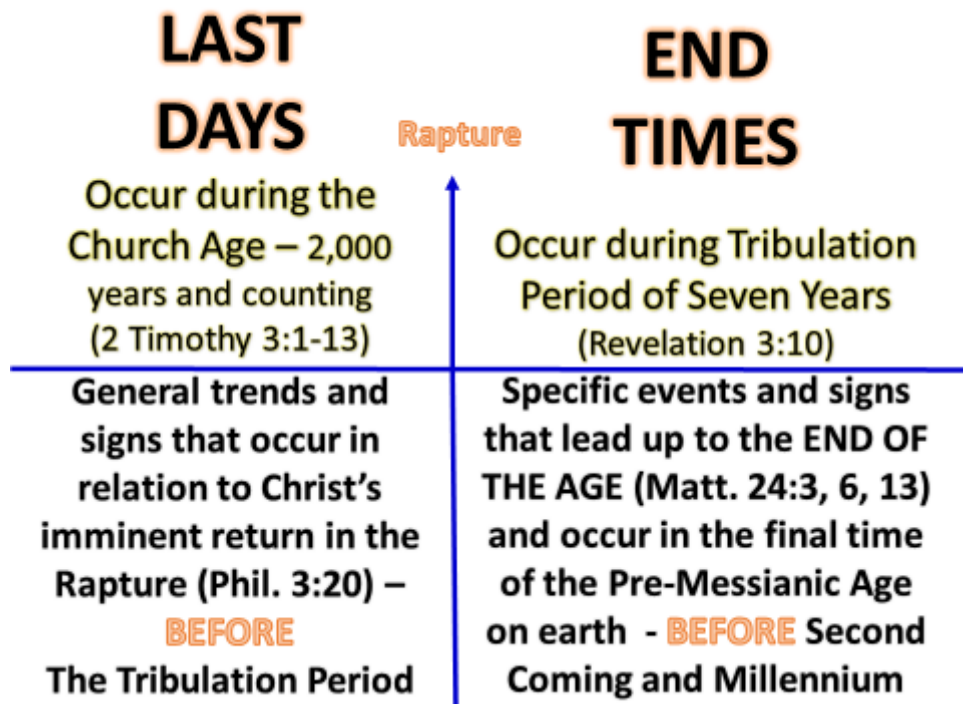 LAST
DAYS
Occur during the
Church Age – 2,000
years and counting
(2 Timothy 3:1-13)
Rapture
END
TIMES
Occur during Tribulation
Period of Seven Years
(Revelation 3:10)
General trends and
signs that occur in
relation to Christ’s
imminent return in the
Rapture (Phil. 3:20) –
BEFORE
The Tribulation Period
Specific events and signs
that lead up to the END OF
THE AGE (Matt. 24:3, 6, 13)
and occur in the final time
of the Pre-Messianic Age
on earth - BEFORE Second
Coming and Millennium